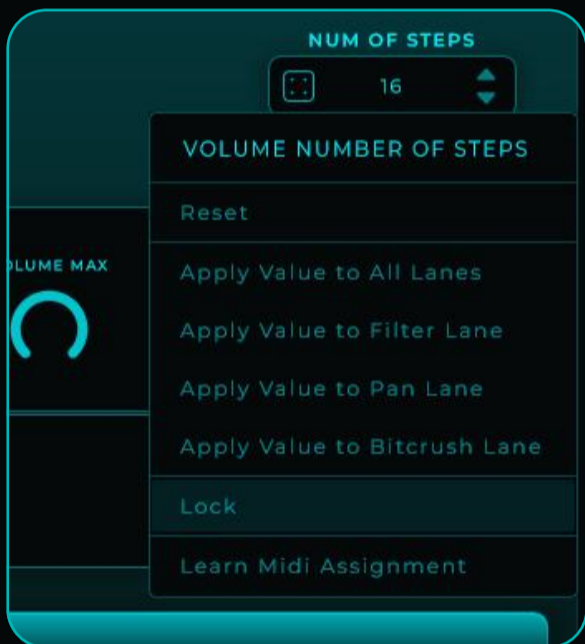 NUM OF STEPS
16
VOLUME NUMBER OF STEPS
Reset
Apply Value to All Lanes
OLUME MAX
Apply Value to Filter Lane
Apply Value to Pan Lane
Apply Value to Bitcrush Lane
Lock
Learn Midi Assignment